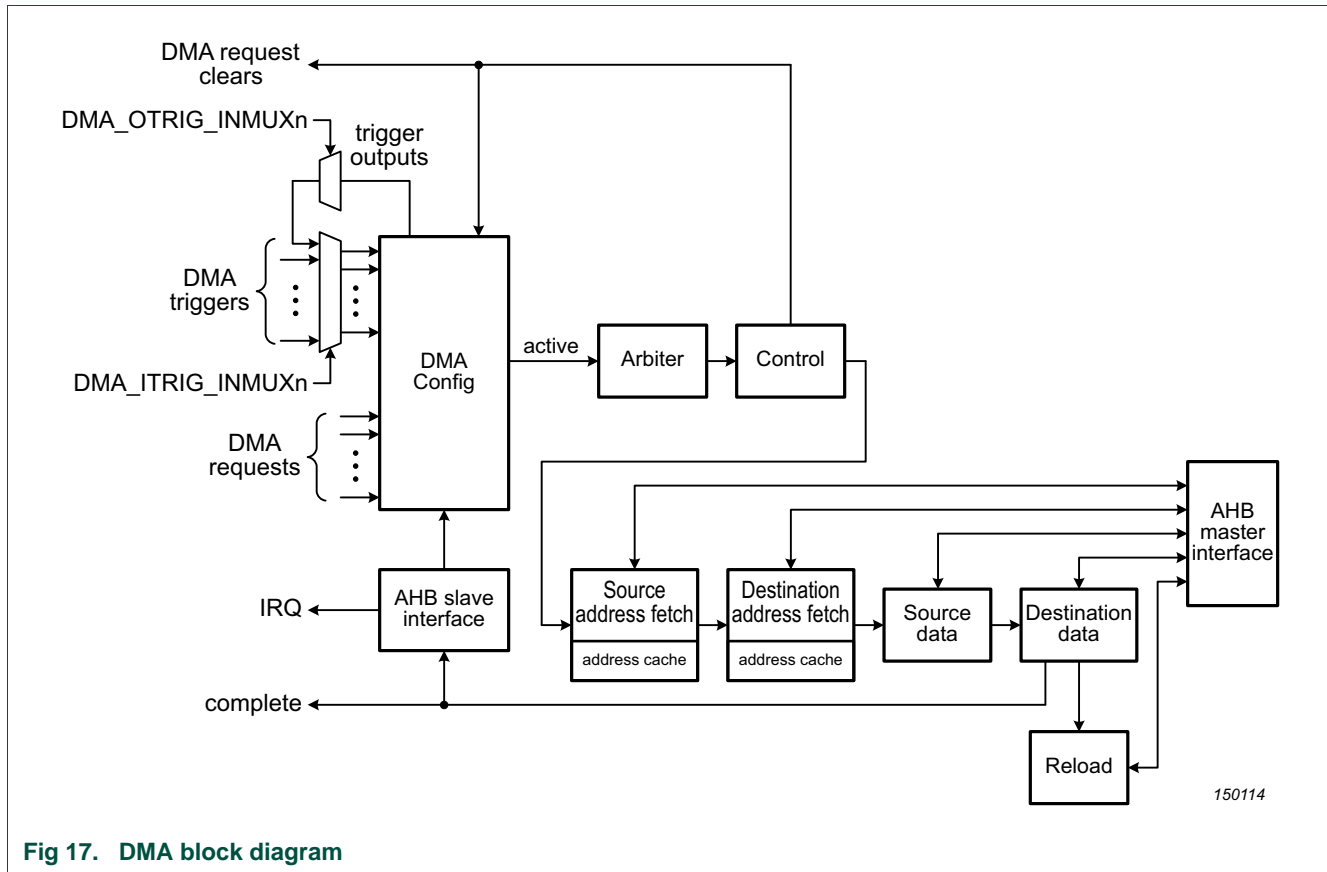 DMA request
clears
DMA_OTRIG_INMUXn
trigger
outputs
DMA
triggers
DMA_ITRIG_INMUXn
DMA
requests
DMA
Config
active
Arbiter
Control
AHB
master
interface
IRQ
AHB slave
interface
Source
address fetch
address cache
Destination
address fetch
address cache
Source
data
Destination
data
complete
Reload
150114
Fig 17. DMA block diagram